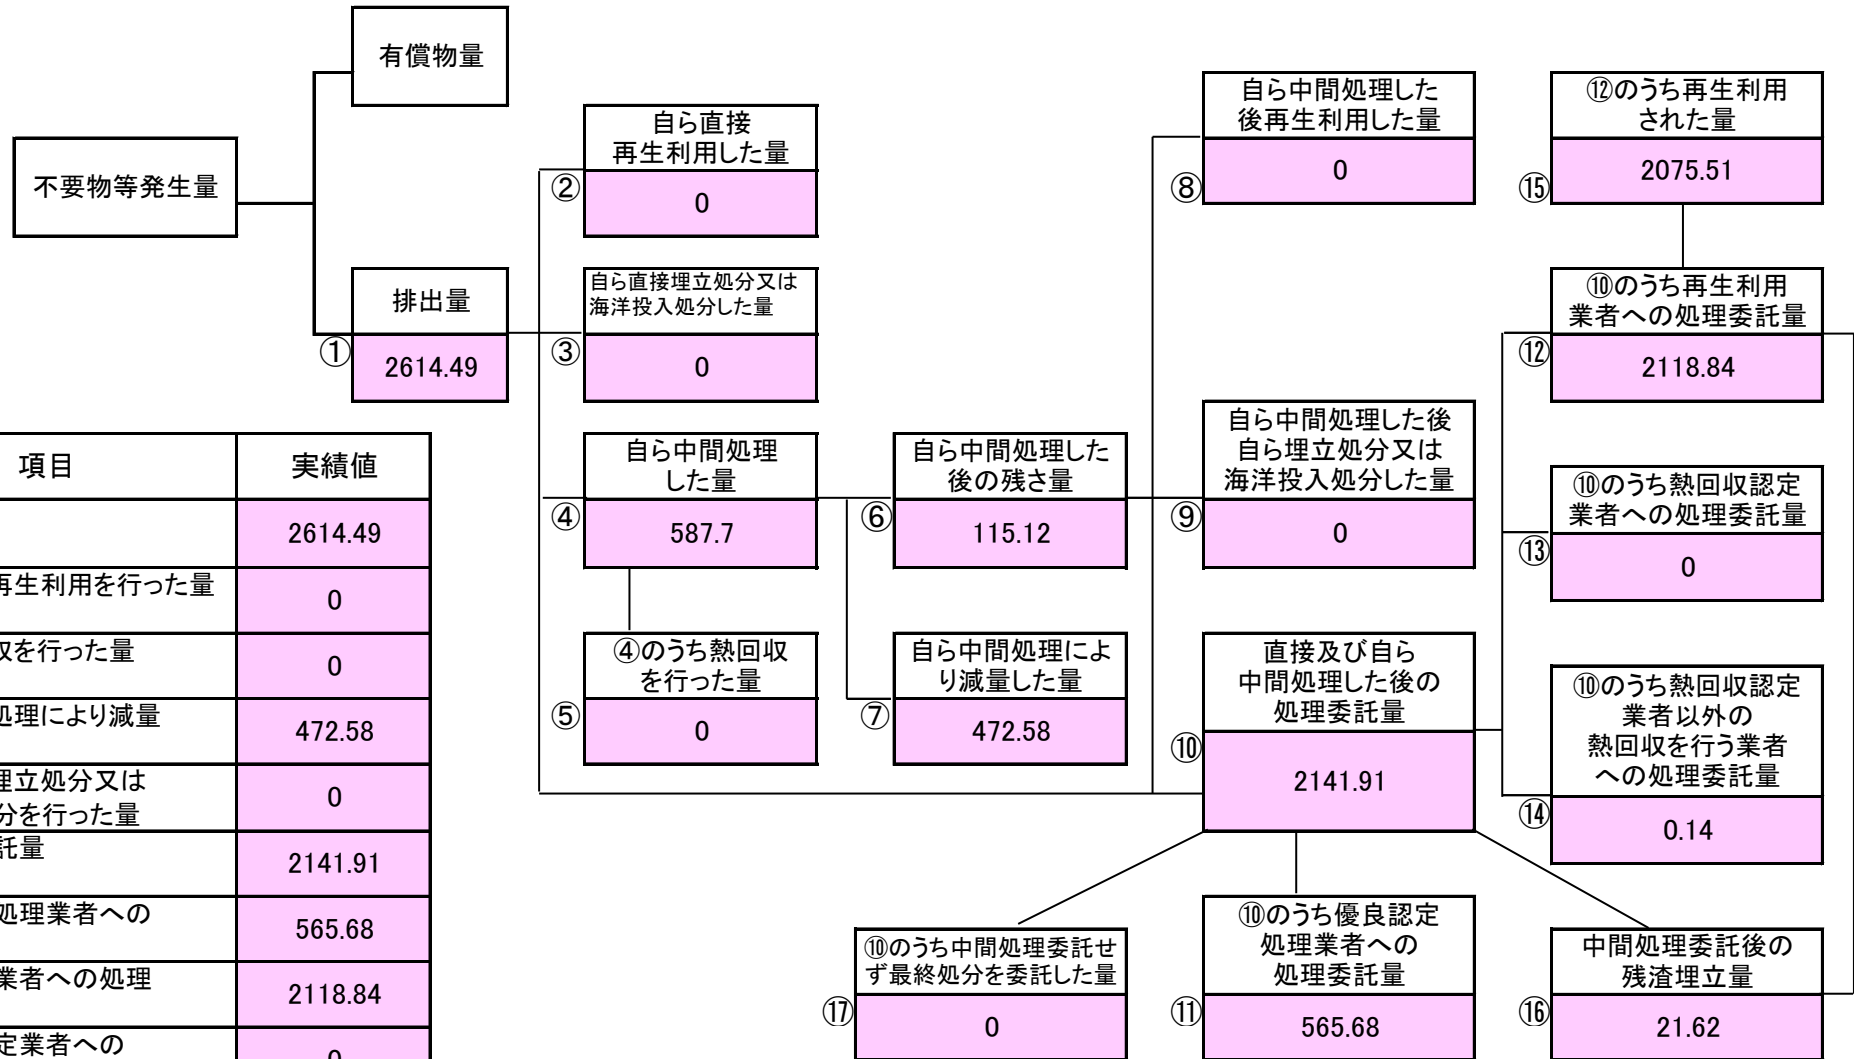 有償物量
不要物等発生量
排出量
①
2614.49
自ら直接
再生利用した量
②
0
自ら直接埋立処分又は
海洋投入処分した量
③
0
自ら中間処理
した量
④
587.7
④のうち熱回収
を行った量
⑤
0
自ら中間処理した
後の残さ量
⑥
115.12
自ら中間処理によ
り減量した量
⑦
472.58
自ら中間処理した
後再生利用した量
⑧
0
自ら中間処理した後
自ら埋立処分又は
海洋投入処分した量
⑨
0
直接及び自ら
中間処理した後の
処理委託量
⑩
2141.91
⑫のうち再生利用
された量
⑮
2075.51
⑩のうち再生利用
業者への処理委託量
⑫
2118.84
⑩のうち熱回収認定
業者への処理委託量
⑬
0
⑩のうち熱回収認定
業者以外の
熱回収を行う業者
への処理委託量
⑭
0.14
⑩のうち中間処理委託せ
ず最終処分を委託した量
⑰
0
⑩のうち優良認定
処理業者への
処理委託量
⑪
565.68
中間処理委託後の
残渣埋立量
⑯
21.62
項目 実績値
2614.49
再生利用を行った量 0
を行った量 0
処理により減量 472.58
埋立処分又は
分を行った量 0
託量 2141.91
処理業者への 565.68
業者への処理 2118.84
定業者への 0